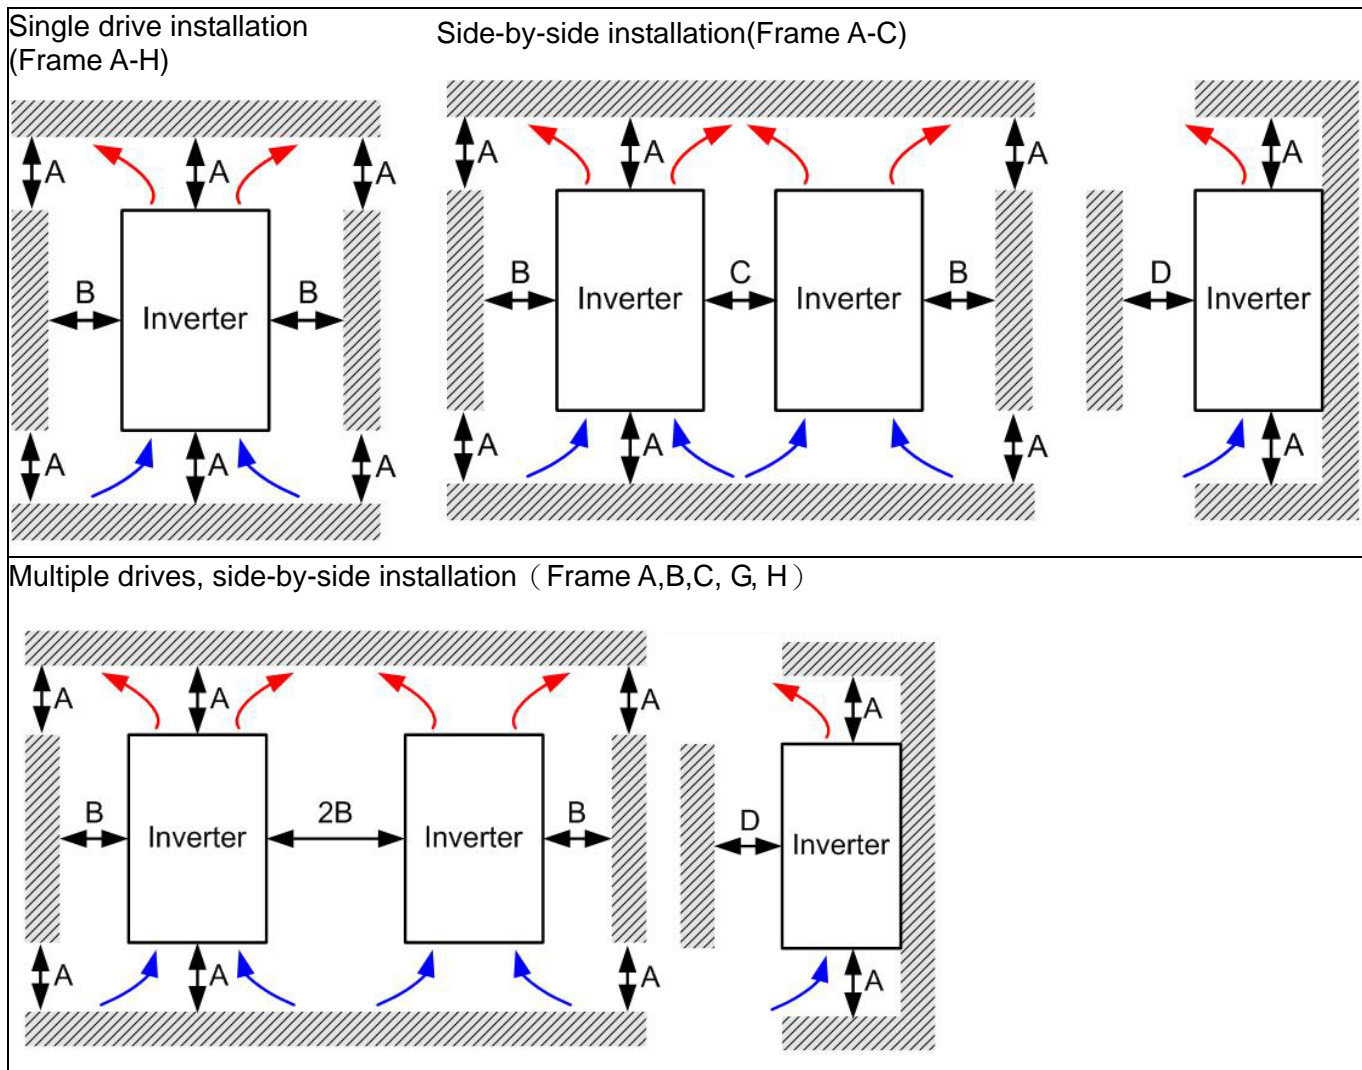 Single drive installation
(Frame A-H)
Side-by-side installation(Frame A-C)
A
A
A
B
B
Inverter
A
A
A
A
A
A
B
C
B
Inverter
Inverter
A
A
A
A
D
Inverter
A
Multiple drives, side-by-side installation（Frame A,B,C, G, H）
A
A
A
B
2B
B
Inverter
Inverter
A
A
A
A
D
Inverter
A